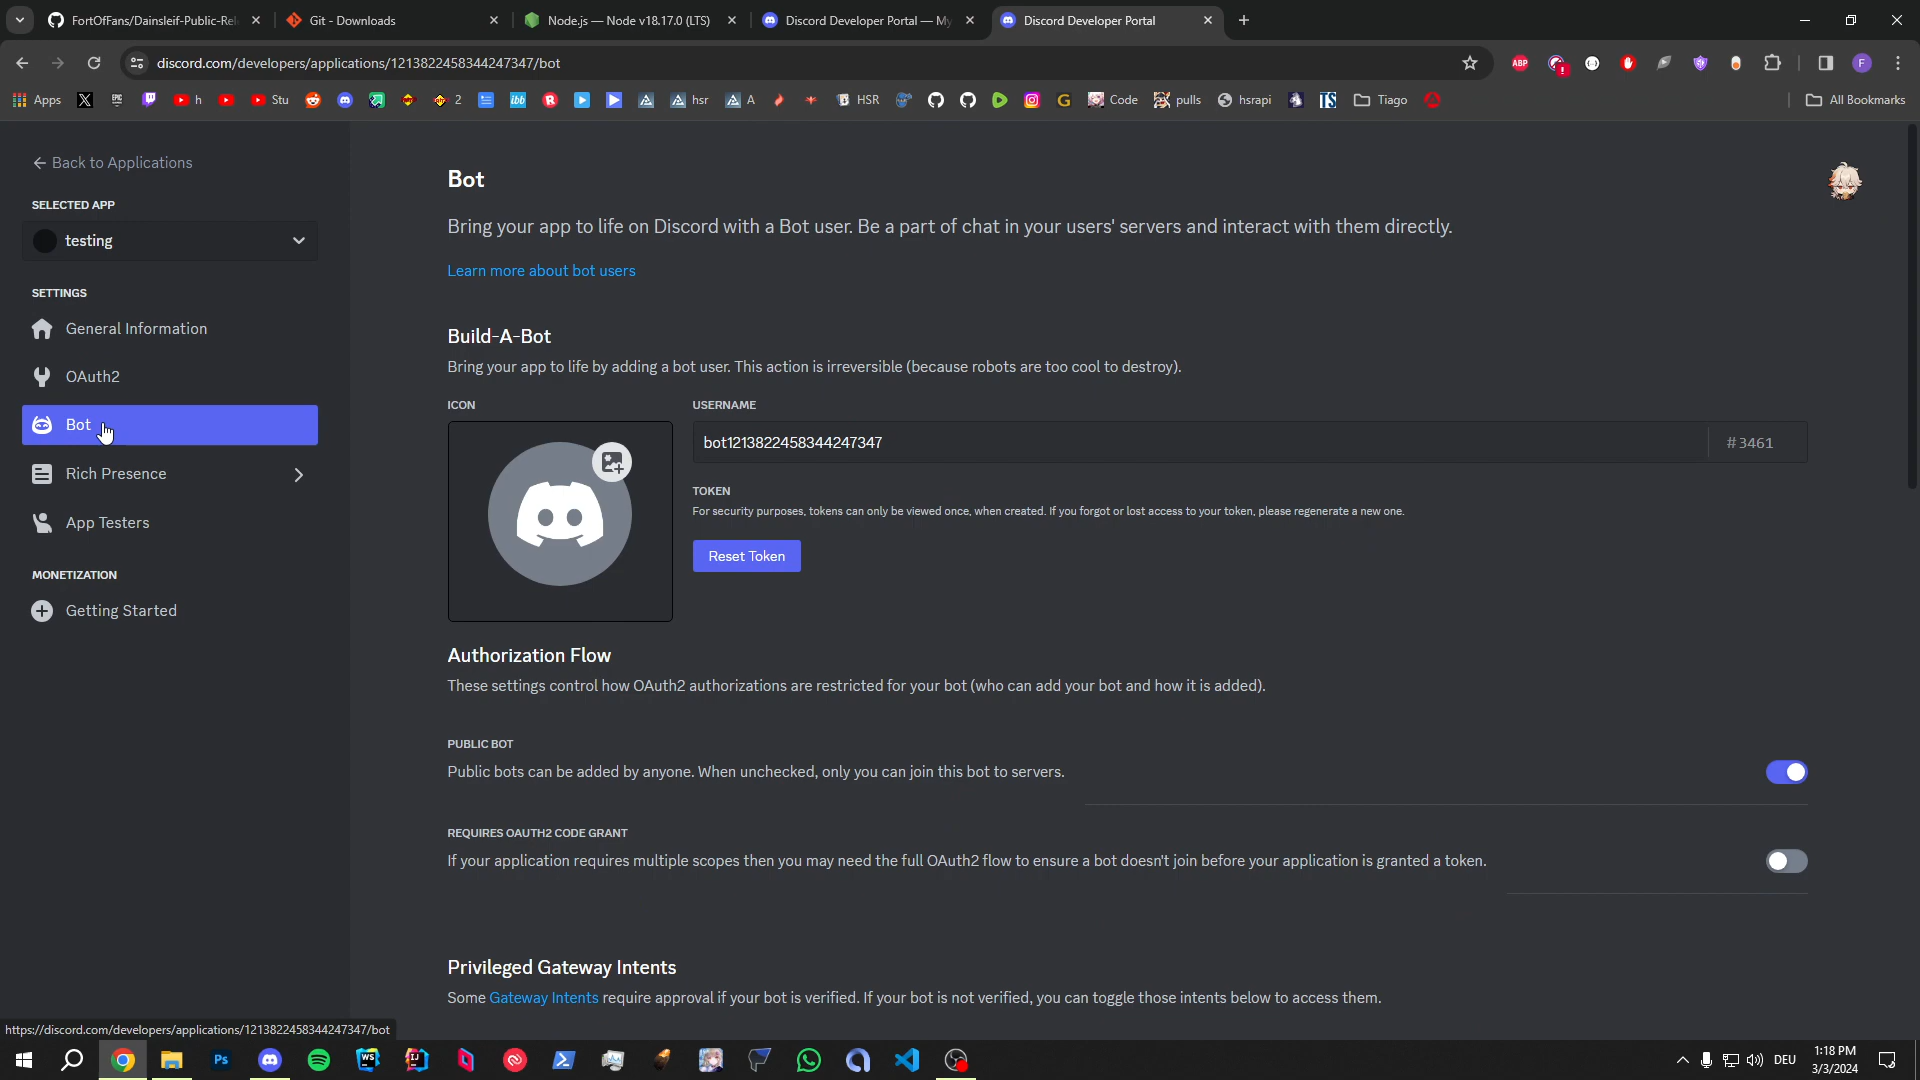 FortOfFans/Dainsleif-Public-Rel
Git - Downloads
Node.js — Node v18.17.0 (LTS)
Discord Developer Portal — My
Discord Developer Portal
discord.com/developers/applications/1213822458344247347/bot
ABP
F
Apps
h
Stu
2
ibb
hsr
A
HSR
Code
pulls
hsrapi
TS
Tiago
All Bookmarks
Back to Applications
SELECTED APP
testing
SETTINGS
General Information
OAuth2
Bot
Rich Presence
App Testers
MONETIZATION
Getting Started
Bot
Bring your app to life on Discord with a Bot user. Be a part of chat in your users' servers and interact with them directly.
Learn more about bot users
Build-A-Bot
Bring your app to life by adding a bot user. This action is irreversible (because robots are too cool to destroy).
ICON
USERNAME
bot1213822458344247347
#3461
TOKEN
For security purposes, tokens can only be viewed once, when created. If you forgot or lost access to your token, please regenerate a new one.
Reset Token
Authorization Flow
These settings control how OAuth2 authorizations are restricted for your bot (who can add your bot and how it is added).
PUBLIC BOT
Public bots can be added by anyone. When unchecked, only you can join this bot to servers.
REQUIRES OAUTH2 CODE GRANT
If your application requires multiple scopes then you may need the full OAuth2 flow to ensure a bot doesn't join before your application is granted a token.
Privileged Gateway Intents
Some Gateway Intents require approval if your bot is verified. If your bot is not verified, you can toggle those intents below to access them.
https://discord.com/developers/applications/1213822458344247347/bot
Ps
WS
IJ
DEU
1:18 PM
3/3/2024